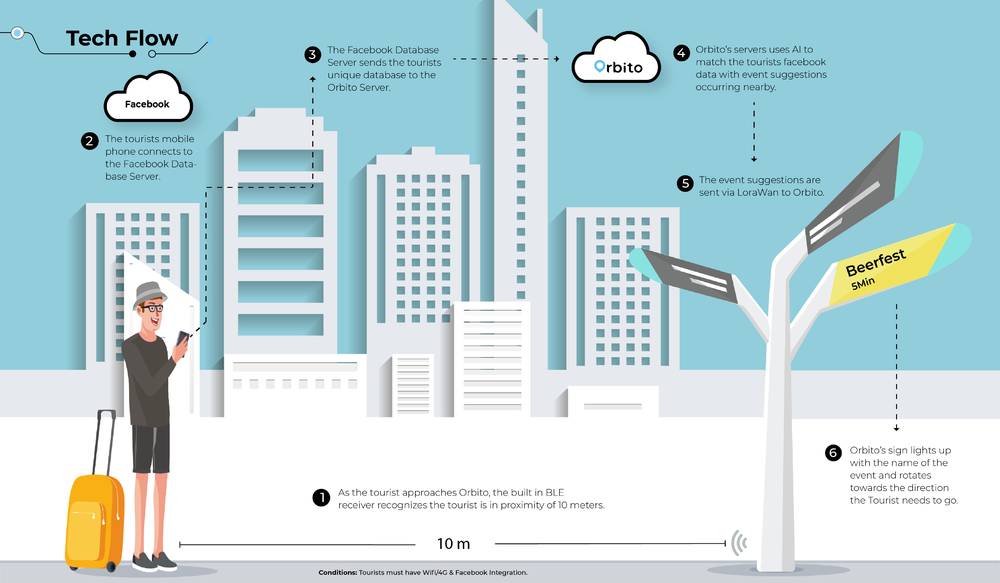 Tech Flow
Facebook
2
The tourists mobile
phone connects to
the Facebook Data-
base Server.
3
The Facebook Database
Server sends the tourists
unique database to the
Orbito Server.
Orbito
4
Orbito's servers uses AI to
match the tourists facebook
data with event suggestions
occurring nearby.
5
The event suggestions are
sent via LoraWan to Orbito.
Beerfest
5Min
6
Orbito's sign lights up
with the name of the
event and rotates
towards the direction
the Tourist needs to go.
1
As the tourist approaches Orbito, the built in BLE
receiver recognizes the tourist is in proximity of 10 meters.
10 m
Conditions: Tourists must have Wifi/4G & Facebook Integration.